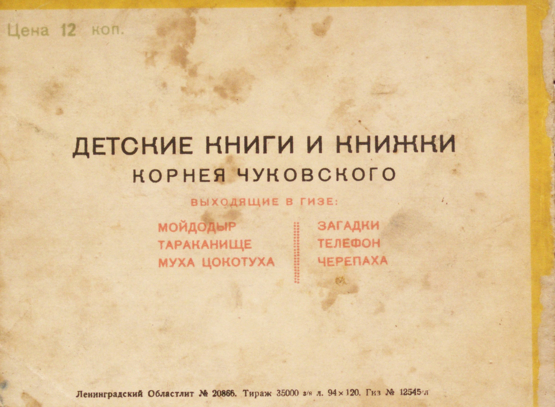 Цена 12 коп.
ДЕТСКИЕ КНИГИ И КНИЖКИ
КОРНЕЯ ЧУКОВСКОГО
ВЫХОДЯЩИЕ В ГИЗЕ:
МОЙДОДЫР
ТАРАКАНИЩЕ
МУХА ЦОКОТУХА
ЗАГАДКИ
ТЕЛЕФОН
ЧЕРЕПАХА
Ленинградский Областлит № 20866. Тираж 35000 л. 94×120. Гиз № 12545